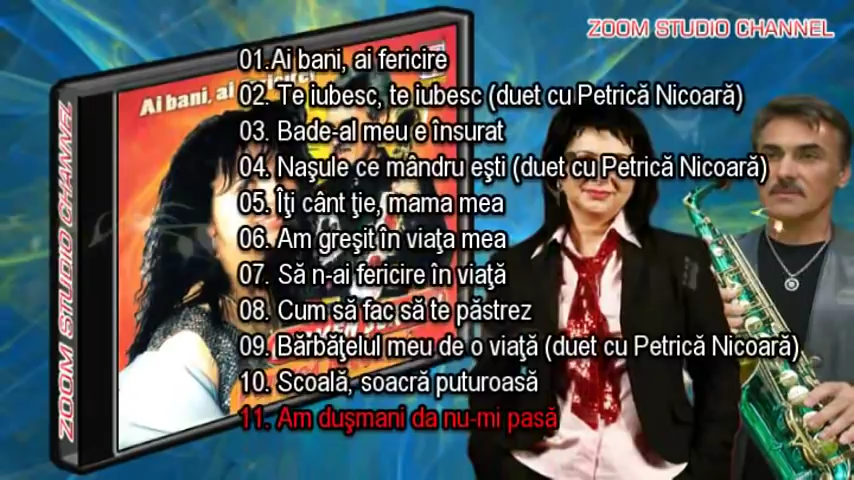 ZOOM STUDIO CHANNEL
01.Ai bani, ai fericire
Ai bani, ai
02. Te iubesc, te iubesc (duet cu Petrică Nicoară)
03. Bade-al meu e însurat
04. Naşule ce mândru eşti (duet cu Petrică Nicoară)
05. Îţi cânt ţie, mama mea
06. Am greşit în viaţa mea
07. Să n-ai fericire în viaţă
08. Cum să fac să te păstrez
09. Bărbăţelul meu de o viaţă (duet cu Petrică Nicoară)
10. Scoală, soacră puturoasă
11. Am duşmani da nu-mi pasă
ZOOM STUDIO CHANNEL